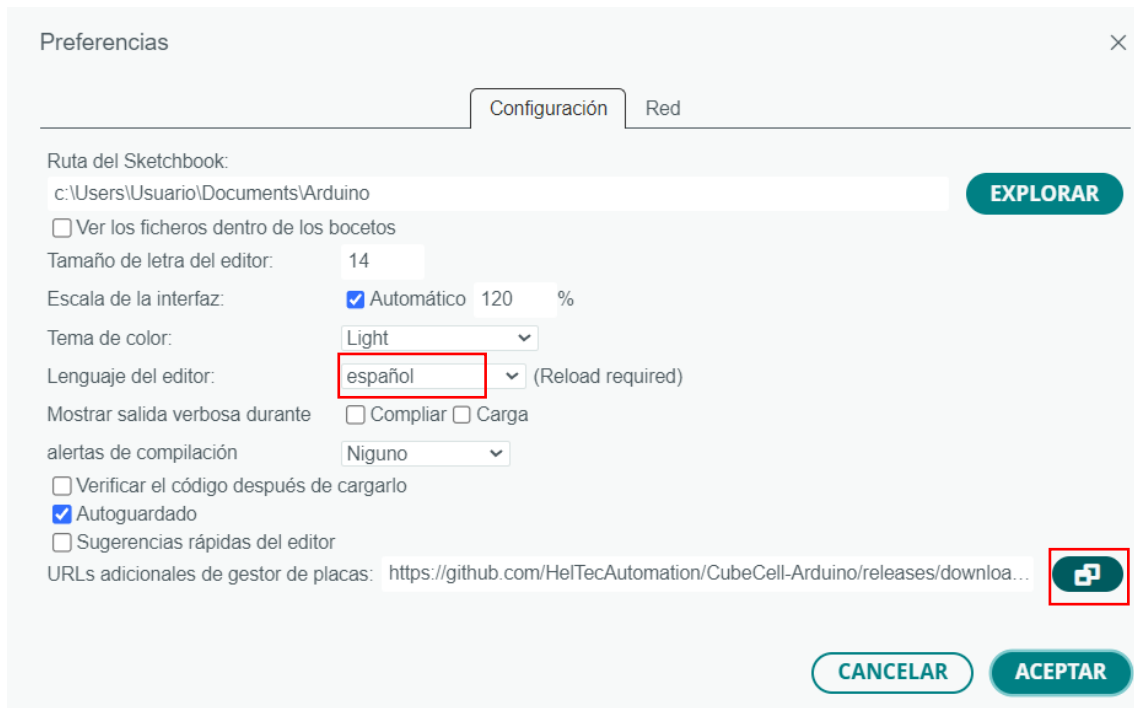 Preferencias
Configuración Red
Ruta del Sketchbook:
c:\Users\Usuario\Documents\Arduino EXPLORAR
Ver los ficheros dentro de los bocetos
Tamaño de letra del editor: 14
Escala de la interfaz: Automático 120 %
Tema de color: Light
Lenguaje del editor: español (Reload required)
Mostrar salida verbosa durante Compliar Carga
alertas de compilación Niguno
Verificar el código después de cargarlo
Autoguardado
Sugerencias rápidas del editor
URLs adicionales de gestor de placas: https://github.com/HelTecAutomation/CubeCell-Arduino/releases/downloa...
CANCELAR ACEPTAR